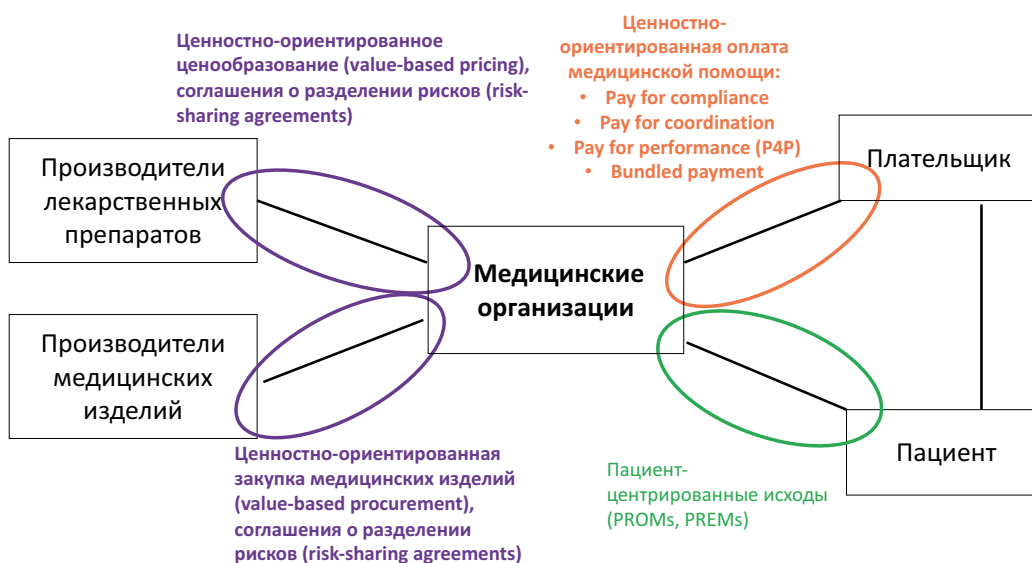 Ценностно-ориентированное
ценообразование (value-based pricing),
соглашения о разделении рисков (risk-
sharing agreements)
Ценностно-
ориентированная оплата
медицинской помощи:
• Pay for compliance
• Pay for coordination
• Pay for performance (P4P)
• Bundled payment
Производители
лекарственных
препаратов
Плательщик
Медицинские
организации
Производители
медицинских
изделий
Пациент
Ценностно-ориентированная
закупка медицинских изделий
(value-based procurement),
соглашения о разделении
рисков (risk-sharing agreements)
Пациент-
центрированные исходы
(PROMs, PREMs)